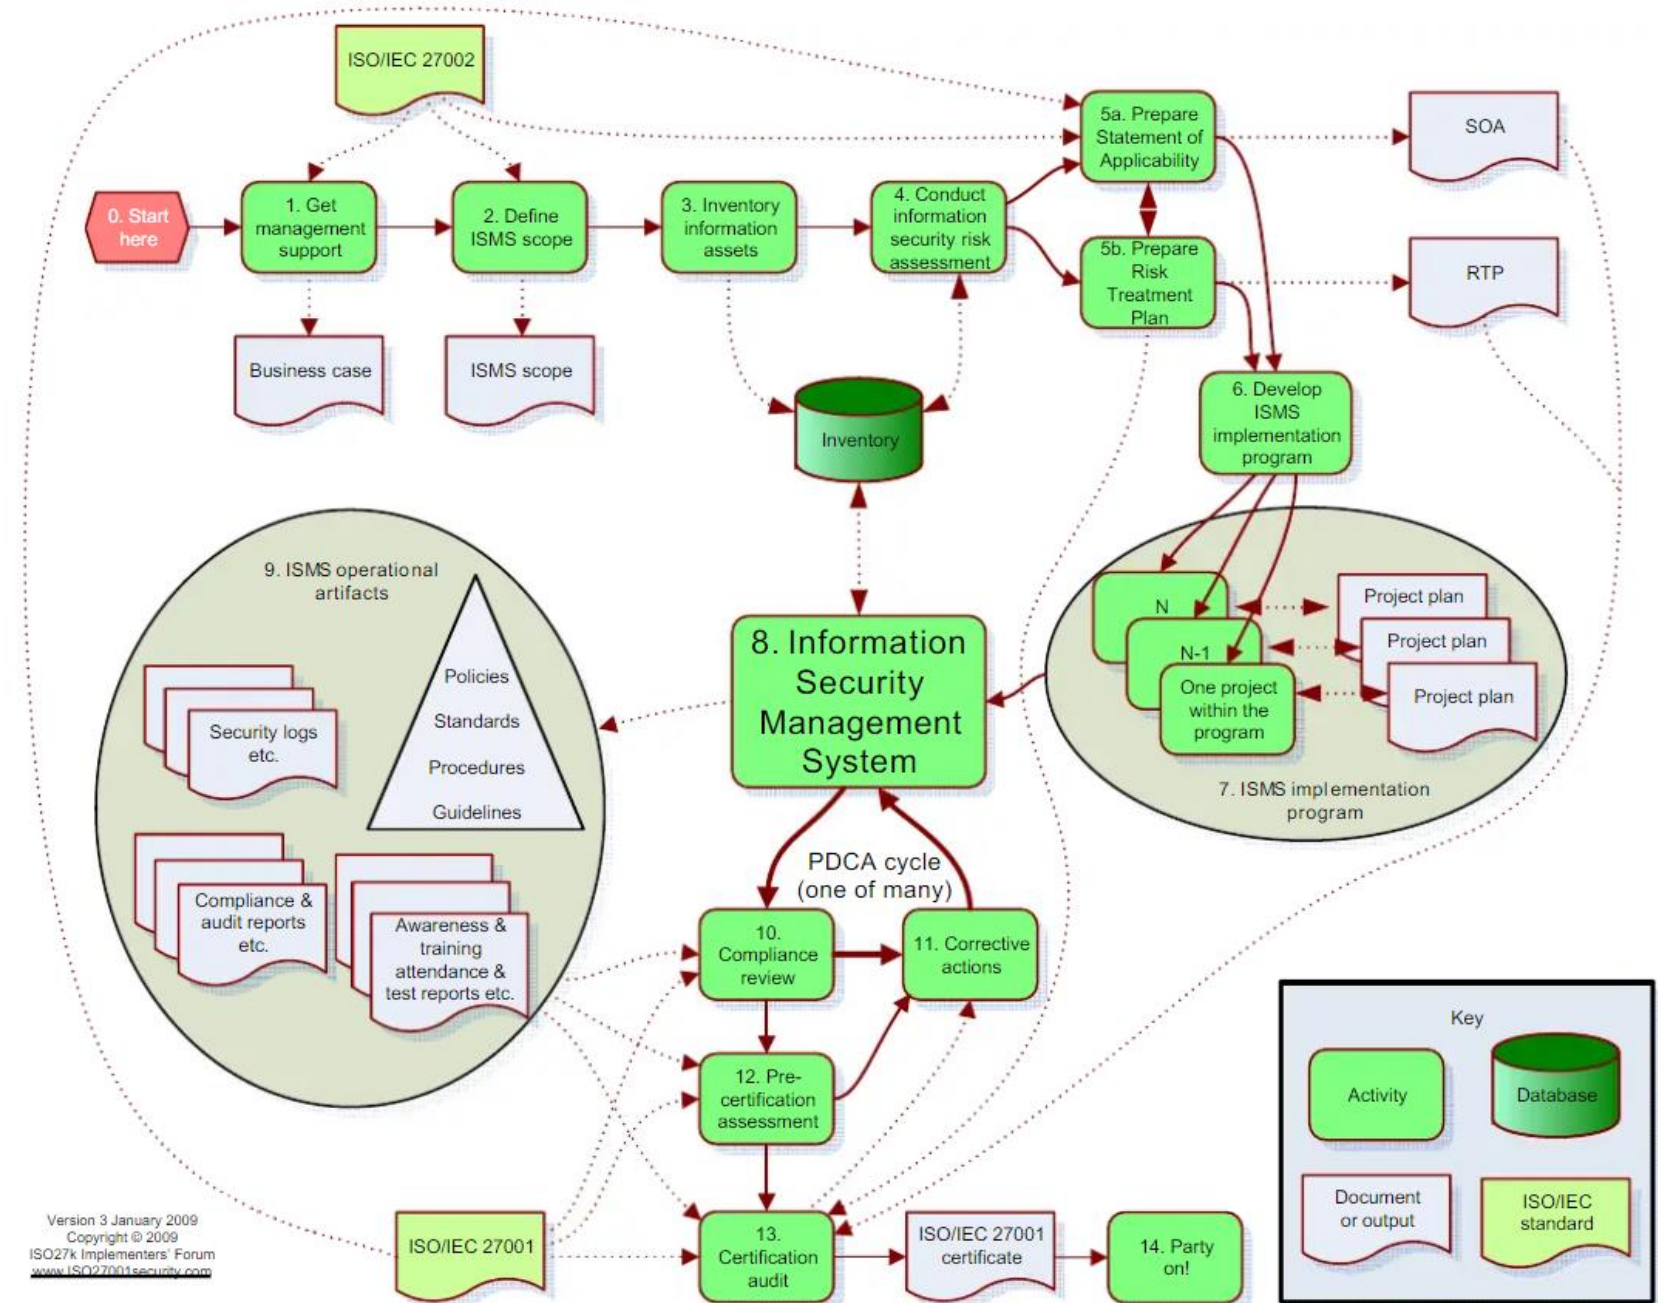 ISO/IEC 27002
0. Start
here
1. Get
management
support
2. Define
ISMS scope
3. Inventory
information
assets
4. Conduct
information
security risk
assessment
5a. Prepare
Statement of
Applicability
SOA
5b. Prepare
Risk
Treatment
Plan
RTP
Business case
ISMS scope
Inventory
6. Develop
ISMS
implementation
program
9. ISMS operational
artifacts
Policies
Standards
Procedures
Guidelines
Security logs
etc.
Compliance &
audit reports
etc.
Awareness &
training
attendance &
test reports etc.
8. Information
Security
Management
System
N
N-1
One project
within the
program
Project plan
Project plan
Project plan
7. ISMS implementation
program
PDCA cycle
(one of many)
10.
Compliance
review
11. Corrective
actions
12. Pre-
certification
assessment
13.
Certification
audit
ISO/IEC 27001
ISO/IEC 27001
certificate
14. Party
on!
Key
Activity
Database
Document
or output
ISO/IEC
standard
Version 3 January 2009
Copyright © 2009
ISO27k Implementers' Forum
www.ISO27001security.com